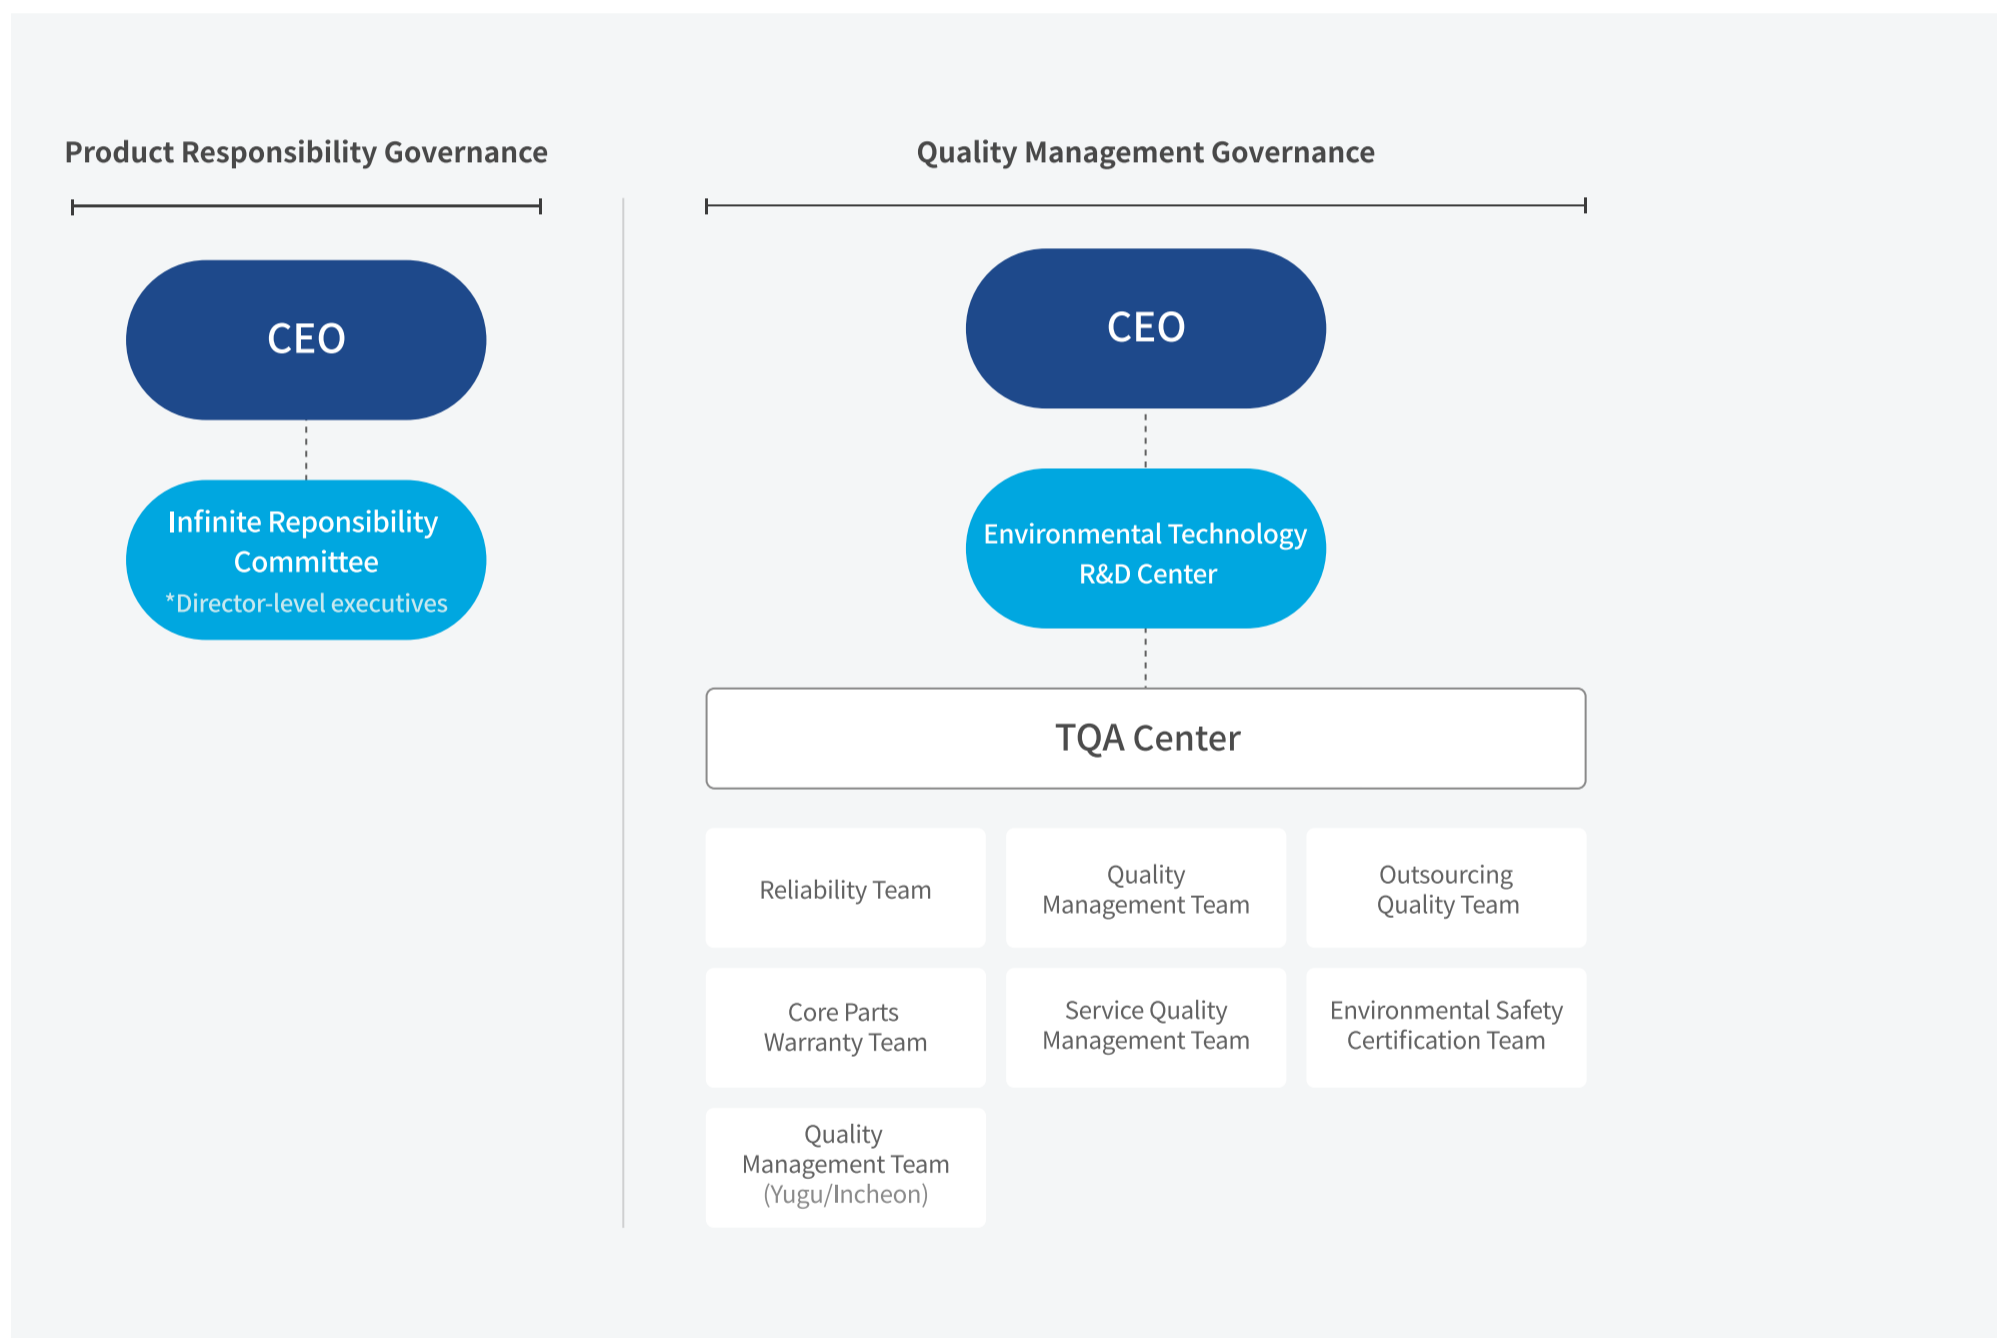 Product Responsibility Governance
CEO
Infinite Reponsibility
Committee
*Director-level executives
Quality Management Governance
CEO
Environmental Technology
R&D Center
TQA Center
Reliability Team
Quality
Management Team
Outsourcing
Quality Team
Core Parts
Warranty Team
Service Quality
Management Team
Environmental Safety
Certification Team
Quality
Management Team
(Yugu/Incheon)